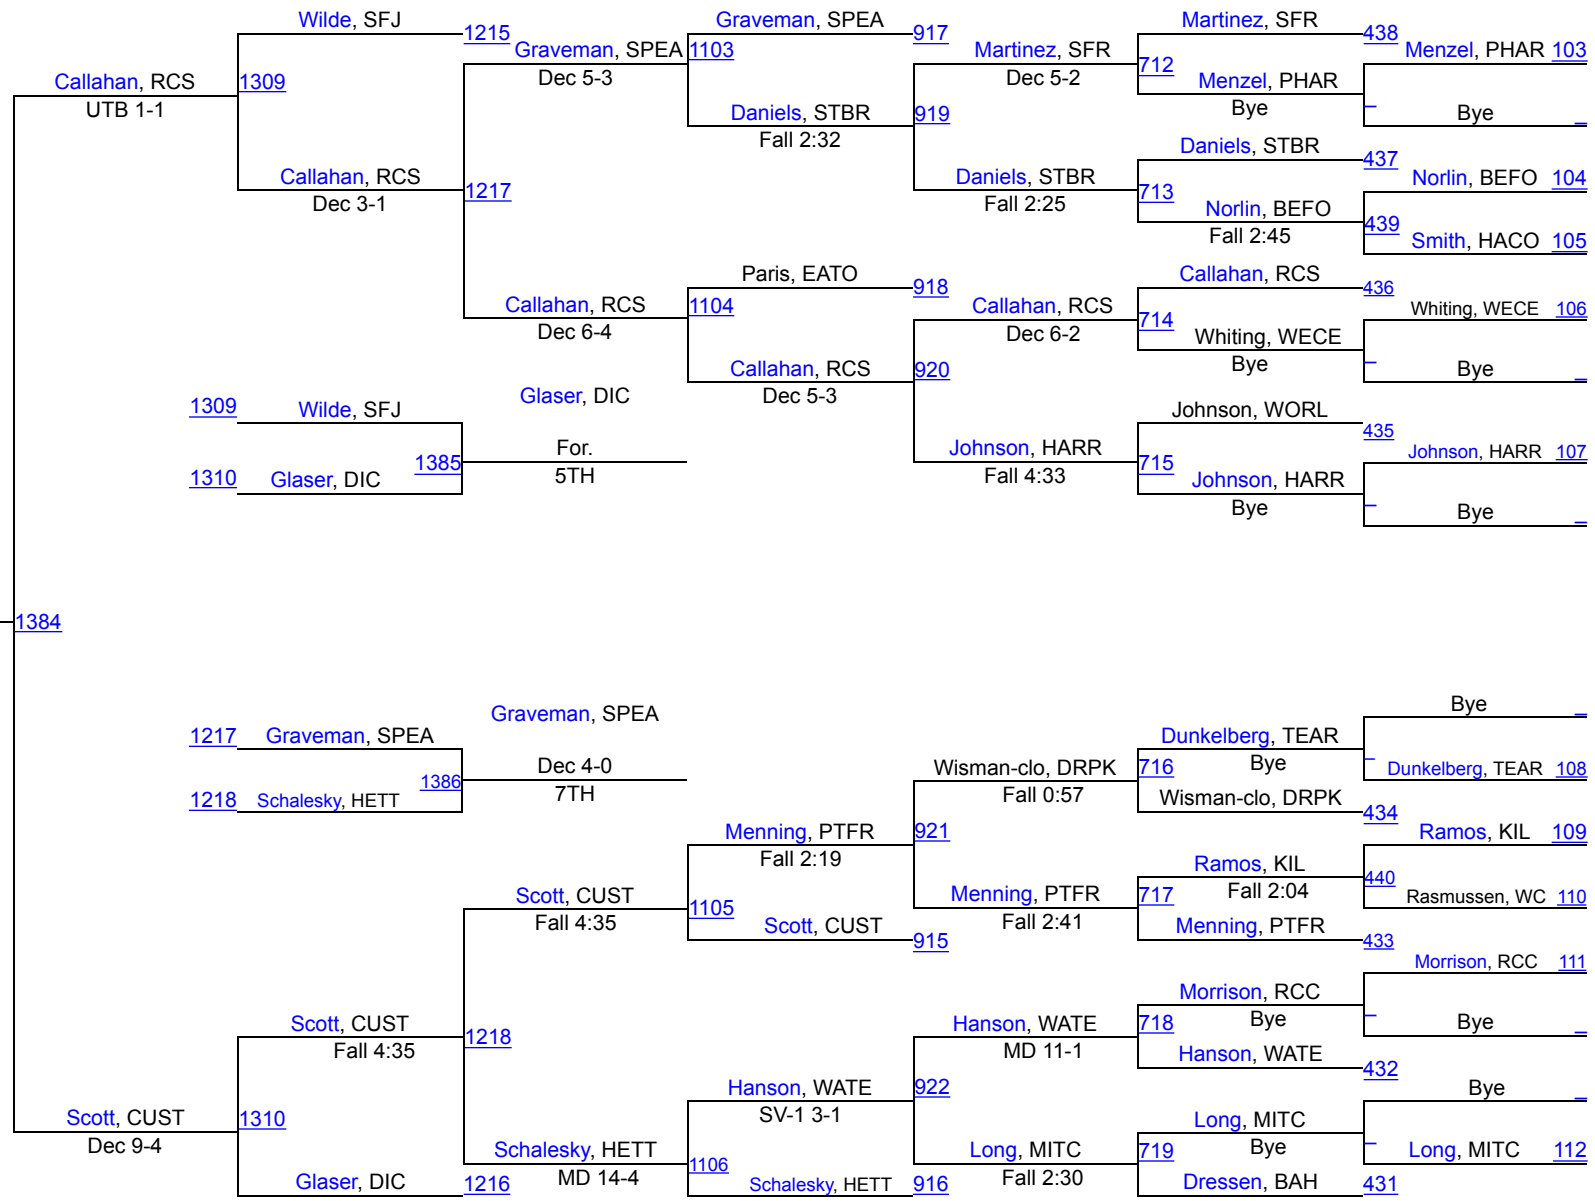 Wilde, SFJ
1215
Graveman, SPEA
917
Martinez, SFR
438
Graveman, SPEA
1103
Dec 5-3
Martinez, SFR
712
Dec 5-2
Menzel, PHAR
103
Callahan, RCS
1309
UTB 1-1
Menzel, PHAR
Bye
Bye
Daniels, STBR
919
Fall 2:32
Daniels, STBR
437
Callahan, RCS
1217
Dec 3-1
Daniels, STBR
713
Fall 2:25
Norlin, BEFO
104
Norlin, BEFO
439
Fall 2:45
Smith, HACO
105
Paris, EATO
918
Callahan, RCS
436
Callahan, RCS
1104
Dec 6-4
Callahan, RCS
714
Dec 6-2
Whiting, WECE
106
Whiting, WECE
Bye
Bye
Callahan, RCS
920
Dec 5-3
Glaser, DIC
1309
Wilde, SFJ
Johnson, WORL
435
1385
For.
5TH
Johnson, HARR
715
Fall 4:33
Johnson, HARR
107
1310
Glaser, DIC
Johnson, HARR
Bye
Bye
1384
Bye
Graveman, SPEA
1217
Graveman, SPEA
Dunkelberg, TEAR
Bye
1386
Dec 4-0
7TH
Wisman-clo, DRPK
716
Fall 0:57
Dunkelberg, TEAR
108
1218
Schalesky, HETT
Wisman-clo, DRPK
434
Menning, PTFR
921
Fall 2:19
Ramos, KIL
109
Ramos, KIL
440
Fall 2:04
Scott, CUST
1105
Fall 4:35
Menning, PTFR
717
Fall 2:41
Rasmussen, WC
110
Scott, CUST
915
Menning, PTFR
433
Morrison, RCC
111
Morrison, RCC
Bye
Scott, CUST
1218
Fall 4:35
Hanson, WATE
718
MD 11-1
Bye
Hanson, WATE
432
Hanson, WATE
922
SV-1 3-1
Bye
Scott, CUST
1310
Dec 9-4
Long, MITC
Bye
Schalesky, HETT
1106
MD 14-4
Long, MITC
719
Fall 2:30
Long, MITC
112
Glaser, DIC
1216
Schalesky, HETT
916
Dressen, BAH
431